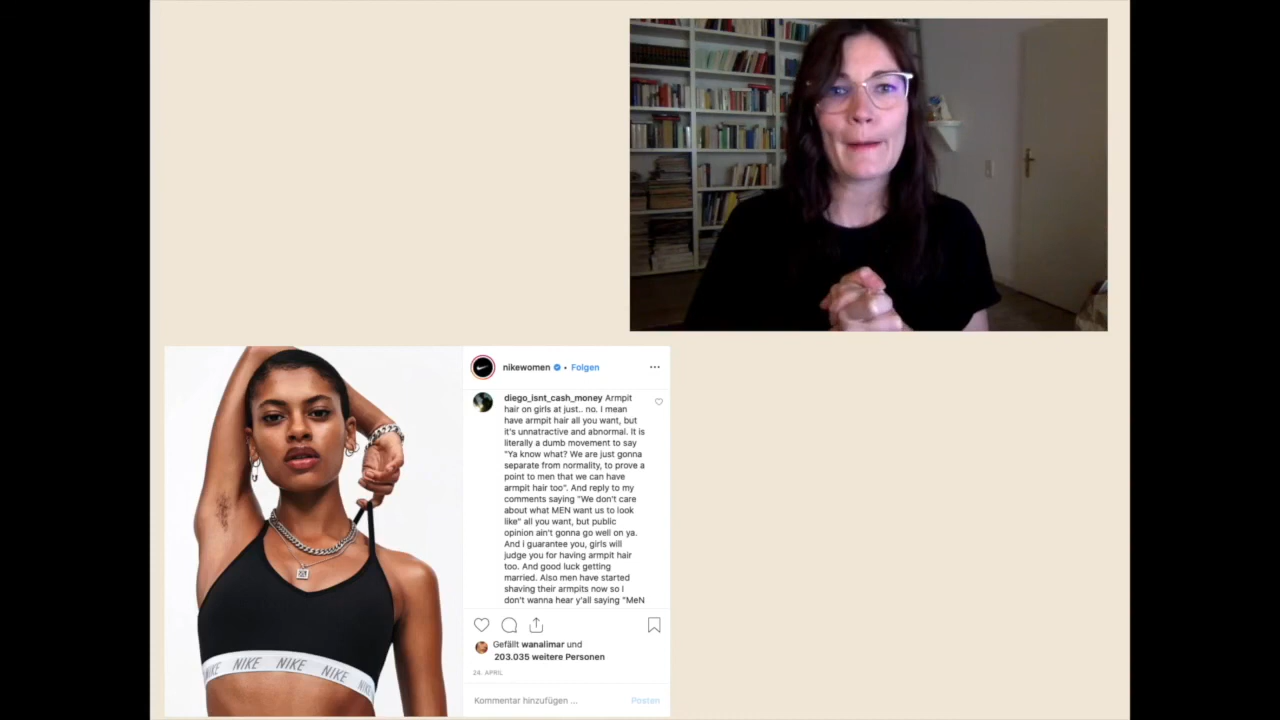 nikewomen • Folgen
diego_isnt_cash_money Armpit
hair on girls at just.. no. I mean
have armpit hair all you want, but
it's unnatractive and abnormal. It is
literally a dumb movement to say
"Ya know what? We are just gonna
separate from normality, to prove a
point to men that we can have
armpit hair too". And reply to my
comments saying "We don't care
about what MEN want us to look
like" all you want, but public
opinion ain't gonna go well on ya.
And i guarantee you, girls will
judge you for having armpit hair
too. And good luck getting
married. Also men have started
shaving their armpits now so I
don't wanna hear y'all saying "MeN
Gefällt wanalimar und
203.035 weitere Personen
24. APRIL
Kommentar hinzufügen ... Posten
NIKE NIKE NIKE NIKE NIKE